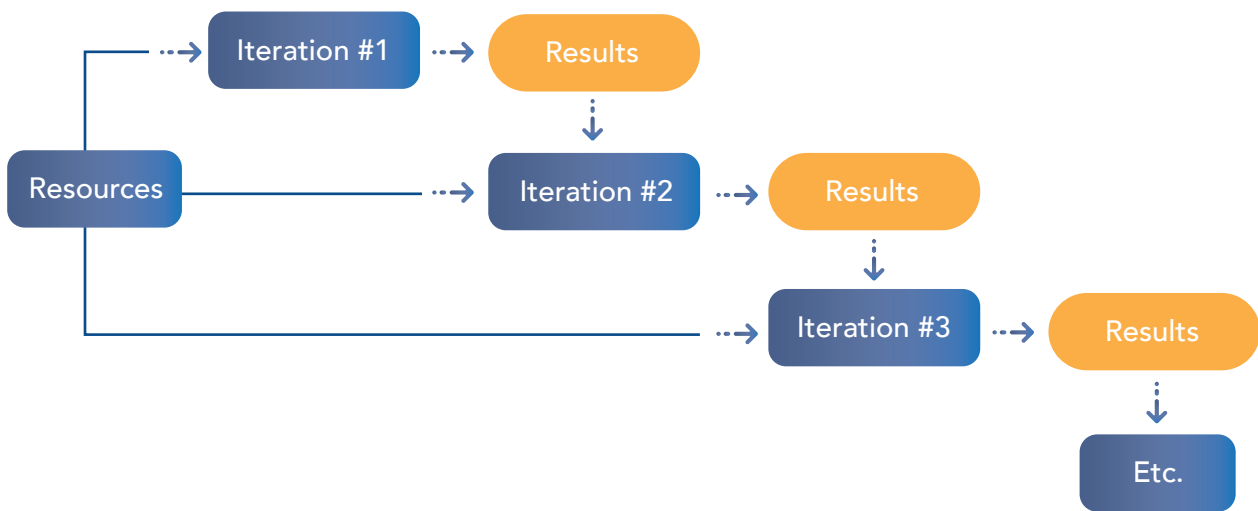 Iteration #1
Results
Resources
Iteration #2
Results
Iteration #3
Results
Etc.